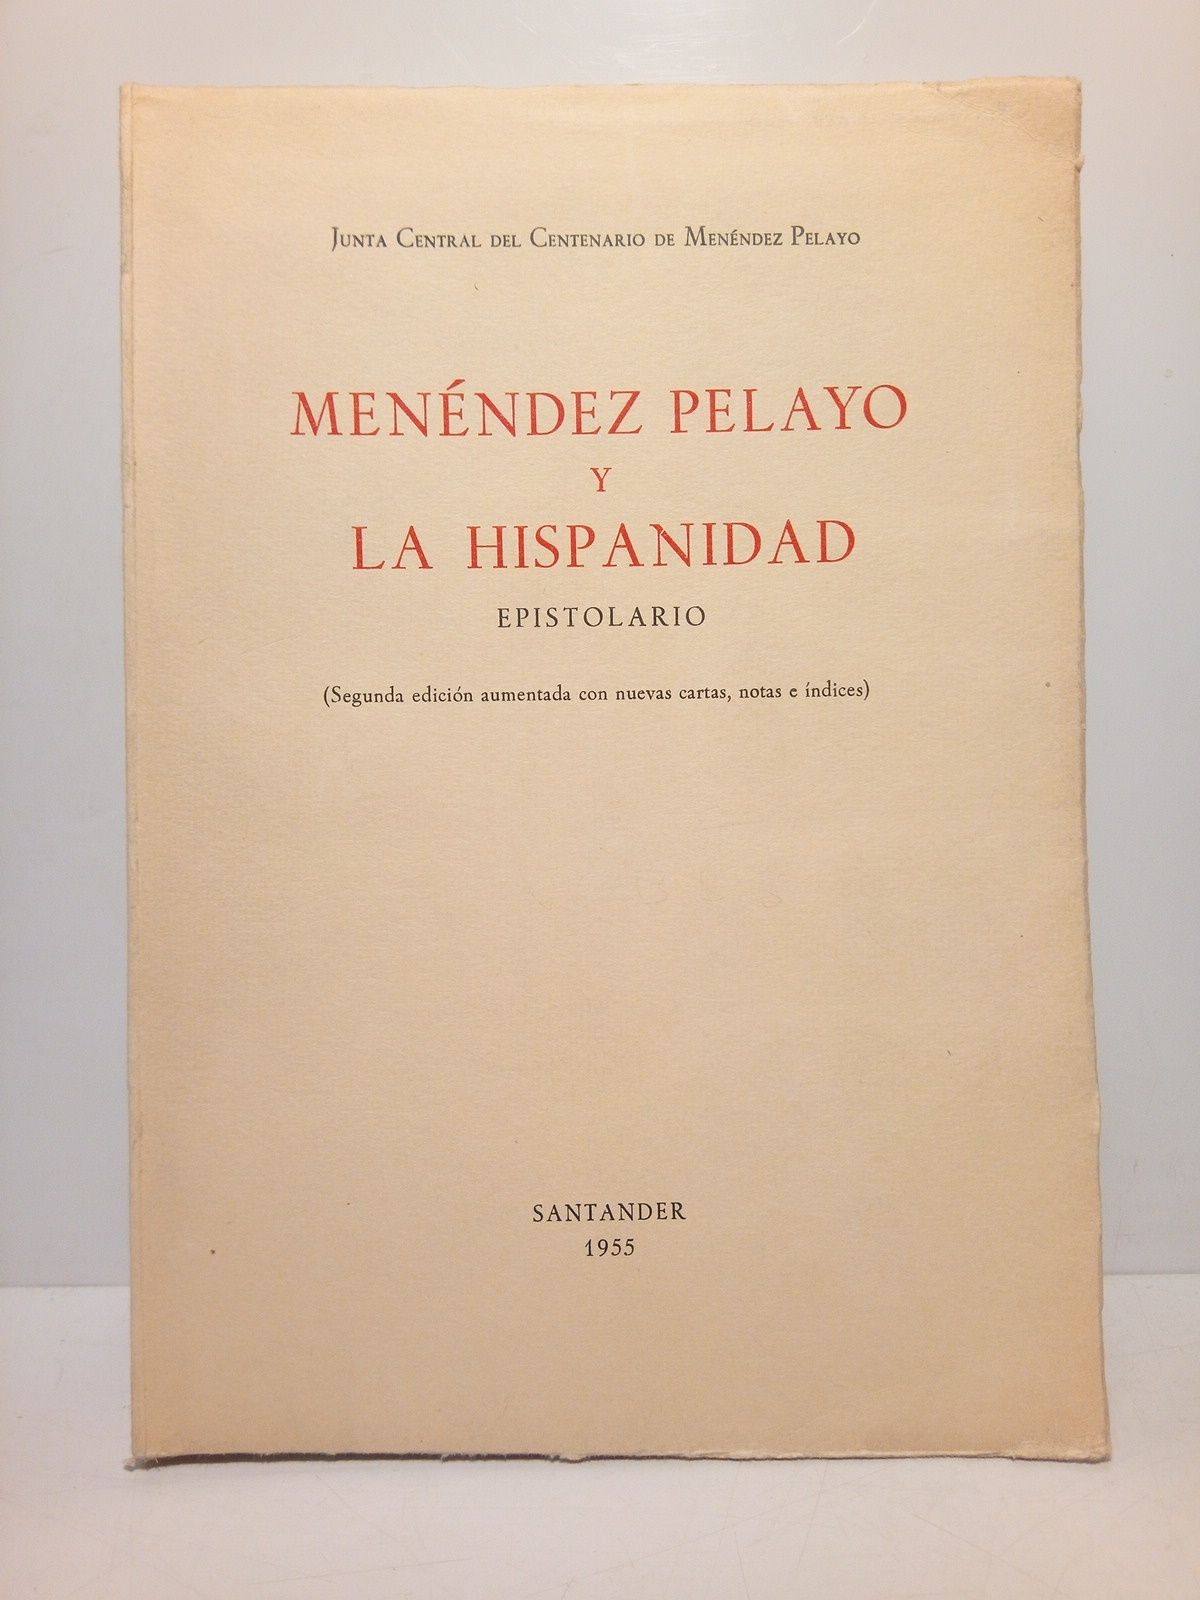 Junta Central del Centenario de Menéndez Pelayo
MENÉNDEZ PELAYO
Y
LA HISPANIDAD
EPISTOLARIO
(Segunda edición aumentada con nuevas cartas, notas e índices)
SANTANDER
1955